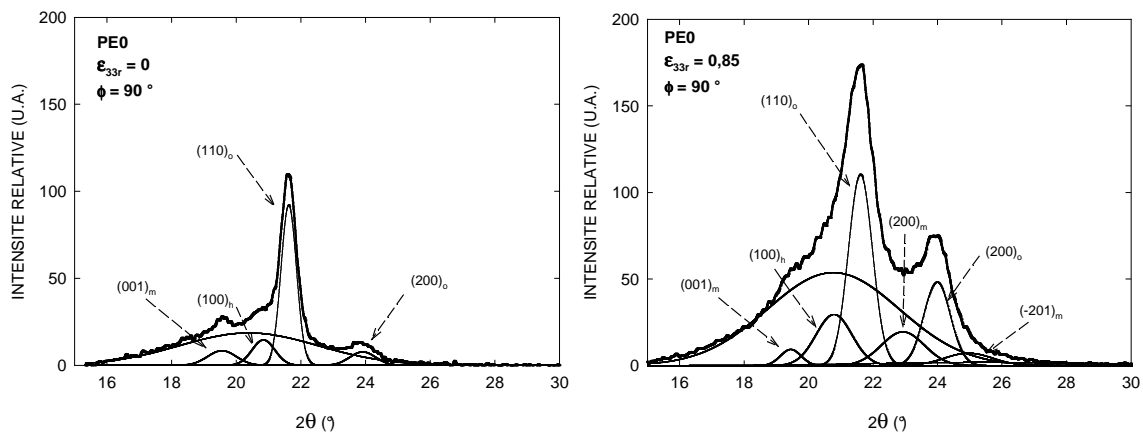 200
150
100
50
0
INTENSITE RELATIVE (U.A.)
PE0
ε33r = 0
ϕ = 90 °
(110)o
(001)m
(100)h
(200)o
16 18 20 22 24 26 28 30
2θ (°)
200
150
100
50
0
INTENSITE RELATIVE (U.A.)
PE0
ε33r = 0,85
ϕ = 90 °
(110)o
(200)m
(100)h
(200)o
(001)m
(-201)m
16 18 20 22 24 26 28 30
2θ (°)